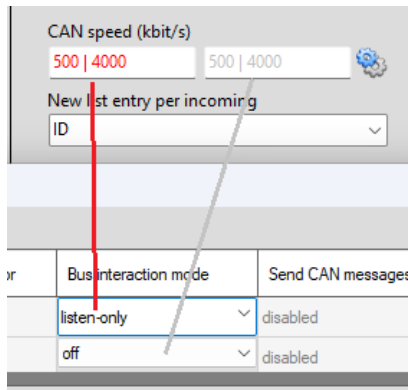 CAN speed (kbit/s)
500 | 4000 500 | 4000
New list entry per incoming
ID
or Bus interaction mode Send CAN messages
listen-only disabled
off disabled